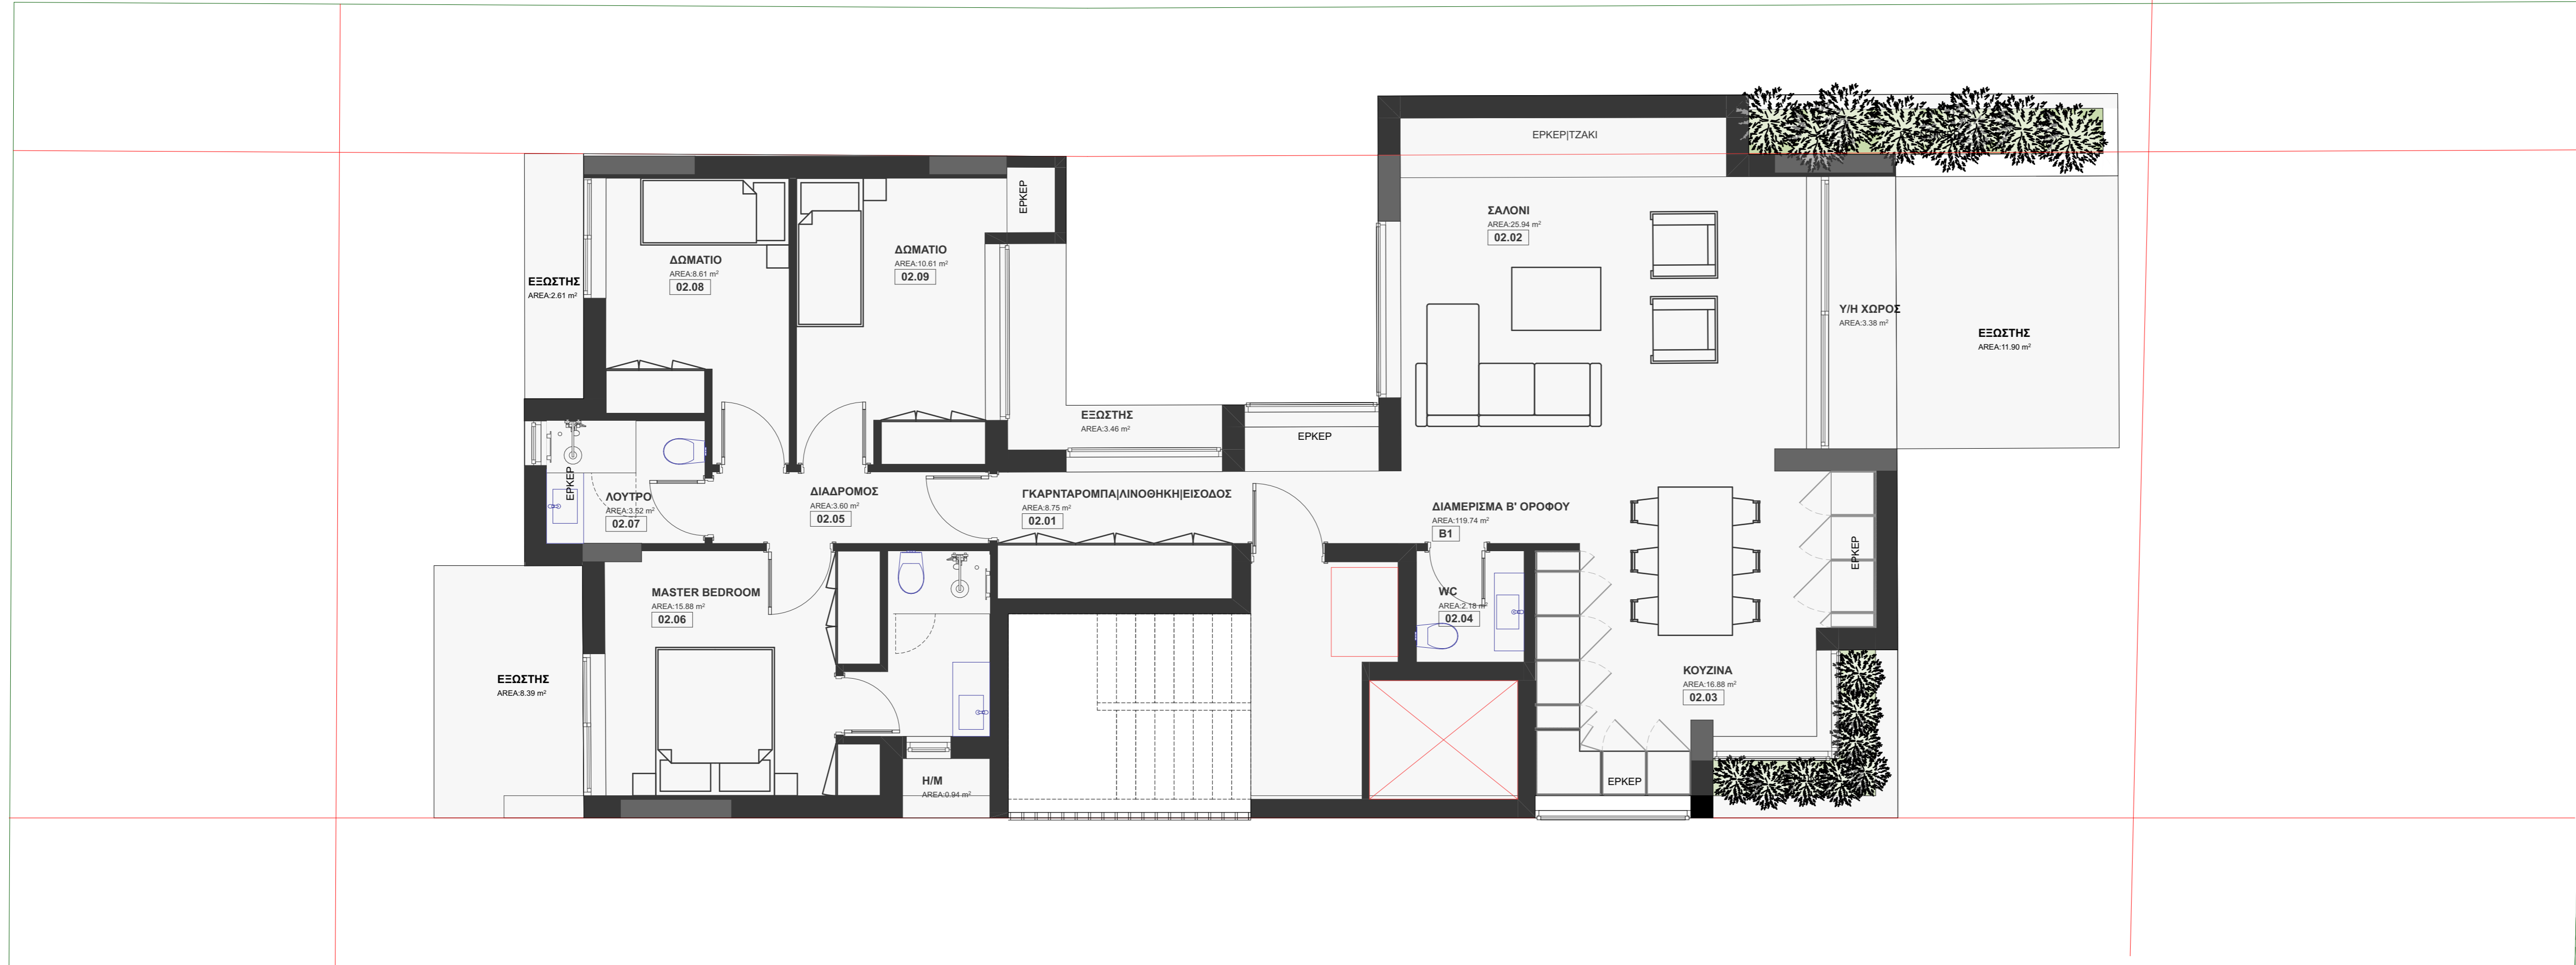 ΕΡΚΕΡ|ΤΖΑΚΙ
ΕΡΚΕΡ
ΣΑΛΟΝΙ
AREA:25.94 m²
02.02
ΔΩΜΑΤΙΟ
AREA:8.61 m²
02.08
ΔΩΜΑΤΙΟ
AREA:10.61 m²
02.09
ΕΞΩΣΤΗΣ
AREA:2.61 m²
Υ/Η ΧΩΡΟΣ
AREA:3.38 m²
ΕΞΩΣΤΗΣ
AREA:11.90 m²
ΕΞΩΣΤΗΣ
AREA:3.46 m²
ΕΡΚΕΡ
ΕΡΚΕΡ
ΛΟΥΤΡΟ
AREA:3.52 m²
02.07
ΔΙΑΔΡΟΜΟΣ
AREA:3.60 m²
02.05
ΓΚΑΡΝΤΑΡΟΜΠΑ|ΛΙΝΟΘΗΚΗ|ΕΙΣΟΔΟΣ
AREA:8.75 m²
02.01
ΔΙΑΜΕΡΙΣΜΑ Β' ΟΡΟΦΟΥ
AREA:119.74 m²
B1
ΕΡΚΕΡ
MASTER BEDROOM
AREA:15.88 m²
02.06
WC
AREA:2.18 m²
02.04
ΕΞΩΣΤΗΣ
AREA:8.39 m²
ΚΟΥΖΙΝΑ
AREA:16.88 m²
02.03
Η/Μ
AREA:0.94 m²
ΕΡΚΕΡ